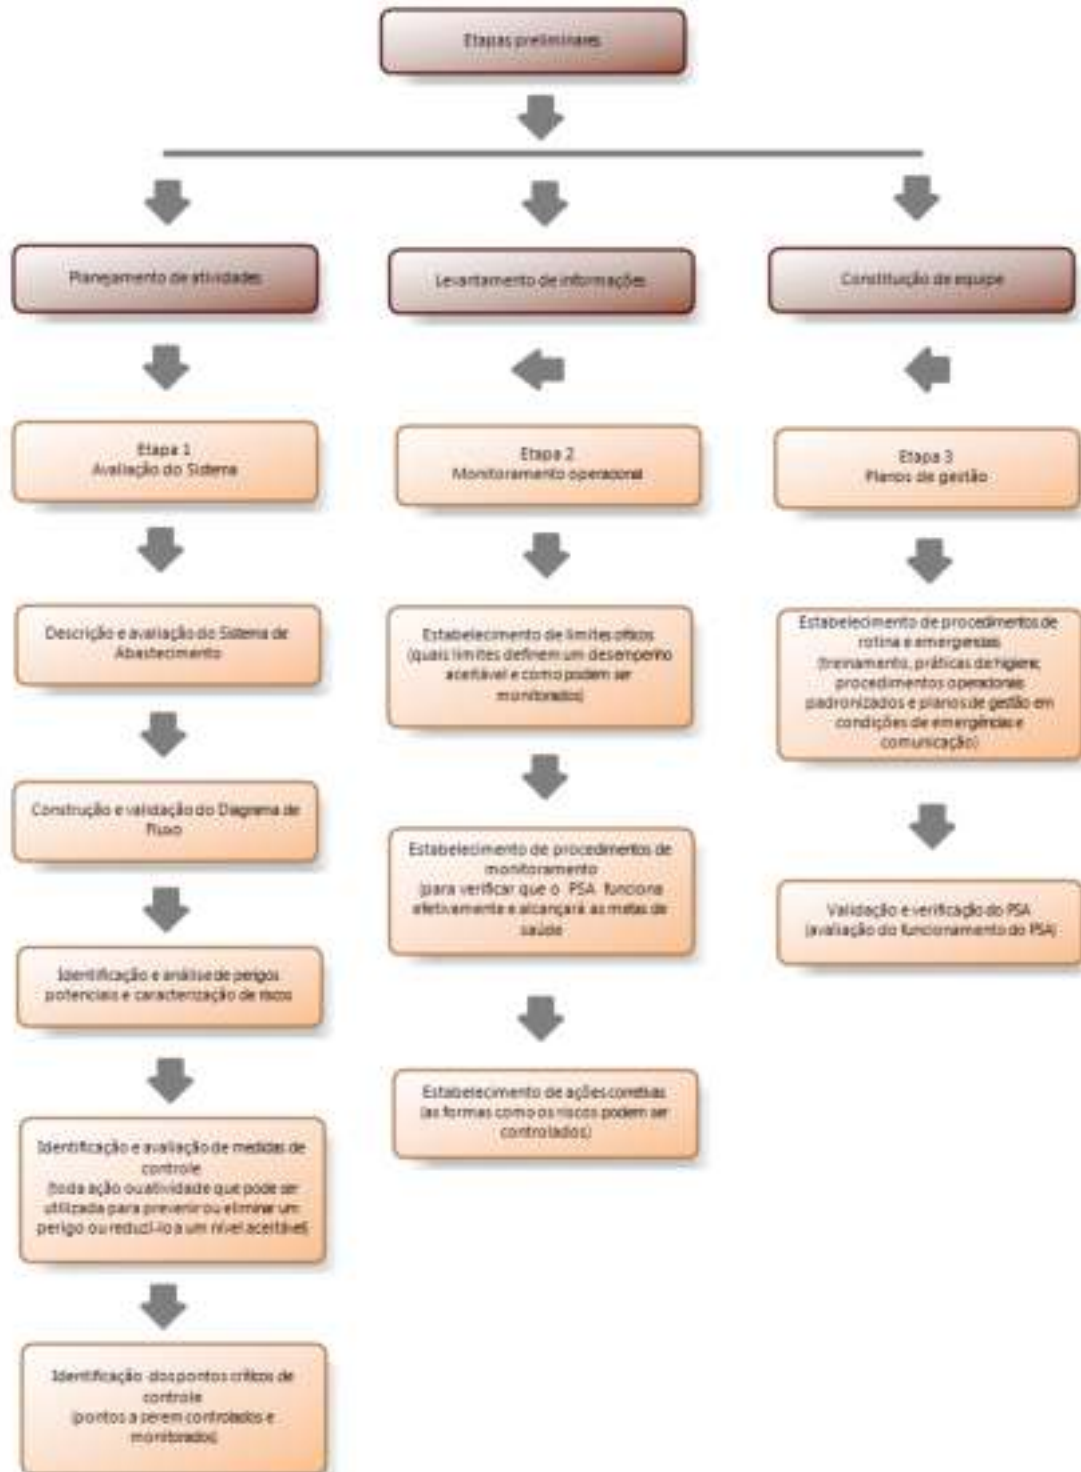 Etapas preliminares
Planejamento de atividades
Levantamento de informações
Constituição de equipe
Etapa 1
Avaliação do Sistema
Etapa 2
Monitoramento operacional
Etapa 3
Planos de gestão
Descrição e avaliação do Sistema de
Abastecimento
Construção e validação do Diagrama de
Fluxo
Identificação e análise de perigos
potenciais e caracterização de riscos
Identificação e avaliação de medidas de
controle
(toda ação ou atividade que pode ser
utilizada para prevenir ou eliminar um
perigo ou reduzi-lo a um nível aceitável)
Identificação dos pontos críticos de
controle
(pontos a serem controlados e
monitorados)
Estabelecimento de limites críticos
(quais limites definem um desempenho
aceitável e como podem ser
monitorados)
Estabelecimento de procedimentos de
monitoramento
(para verificar que o PSA funciona
efetivamente e alcançará as metas de
saúde
Estabelecimento de ações corretivas
(as formas como os riscos podem ser
controlados)
Estabelecimento de procedimentos de
rotina e emergenciais
(treinamento, práticas de higiene,
procedimentos operacionais
padronizados e planos de gestão em
condições de emergências e
comunicação)
Validação e verificação do PSA
(avaliação do funcionamento do PSA)